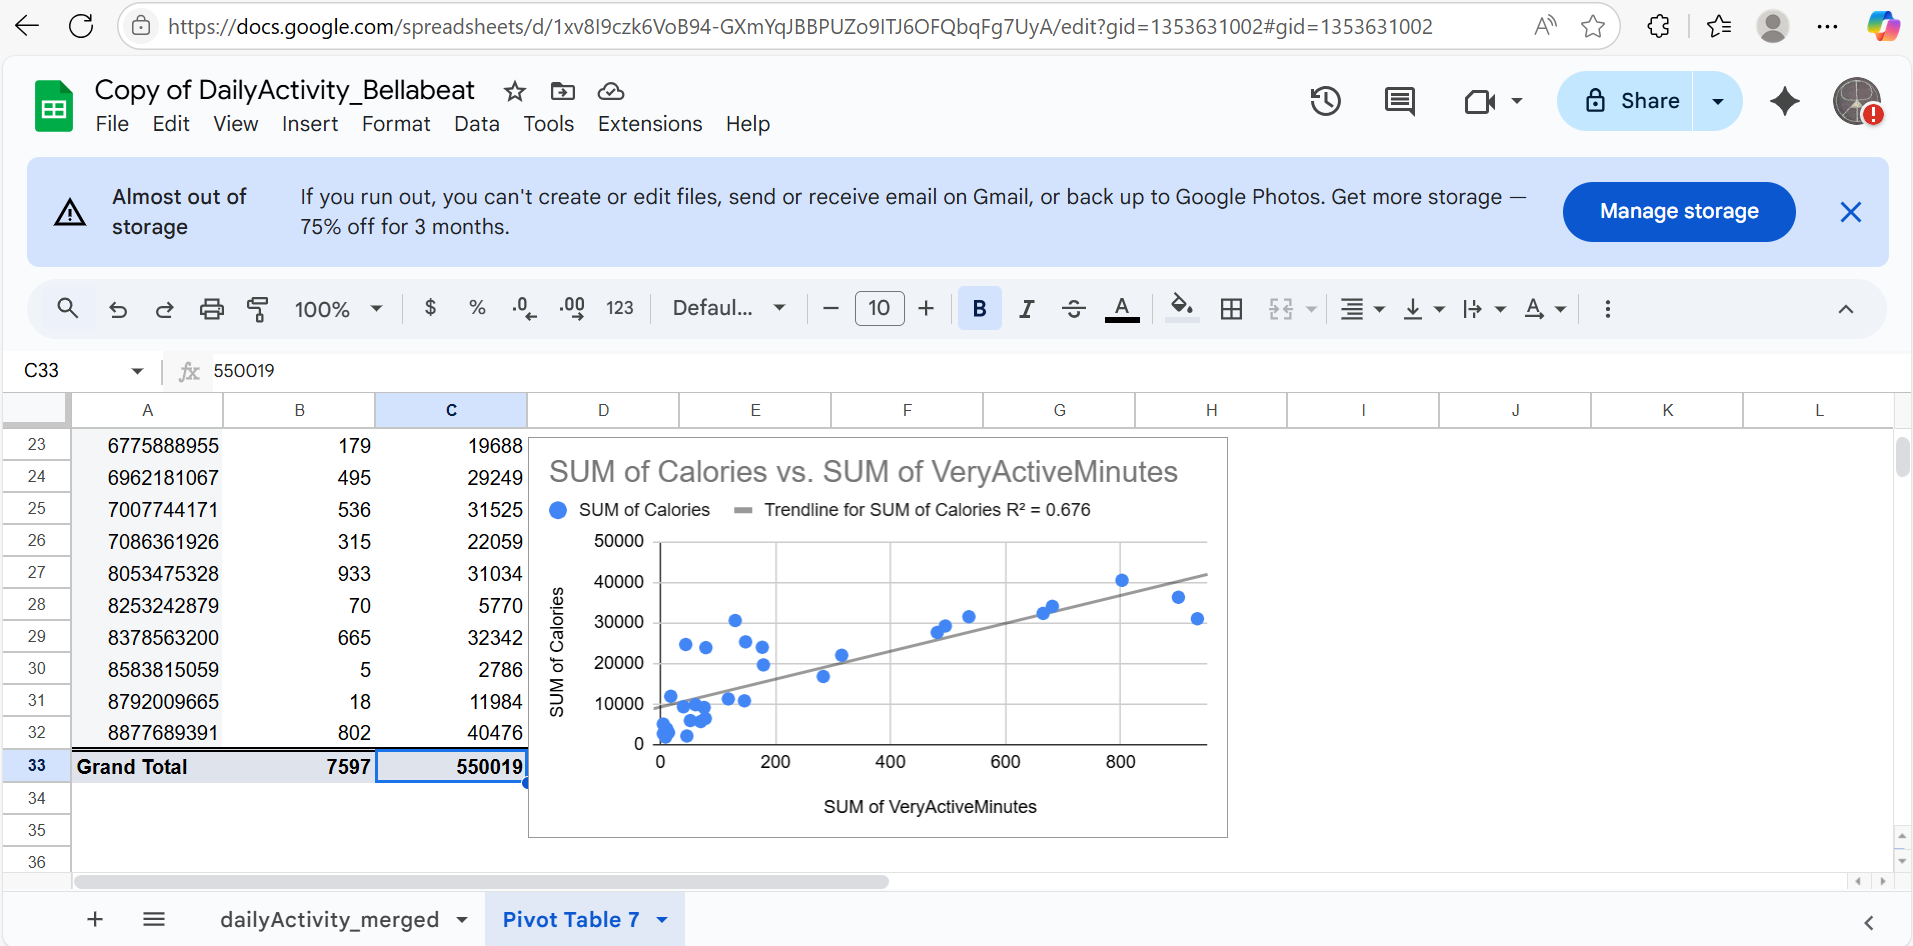 https://docs.google.com/spreadsheets/d/1xv8I9czk6VoB94-GXmYqJBBPUZo9ITJ6OFQbqFg7UyA/edit?gid=1353631002#gid=1353631002
Copy of DailyActivity_Bellabeat
File Edit View Insert Format Data Tools Extensions Help
Share
Almost out of storage
If you run out, you can't create or edit files, send or receive email on Gmail, or back up to Google Photos. Get more storage —
75% off for 3 months.
Manage storage
100% $ % .0 .00 123 Defaul... 10 B I S A
C33 fx 550019
A B C D E F G H I J K L
23 6775888955 179 19688
24 6962181067 495 29249
25 7007744171 536 31525
26 7086361926 315 22059
27 8053475328 933 31034
28 8253242879 70 5770
29 8378563200 665 32342
30 8583815059 5 2786
31 8792009665 18 11984
32 8877689391 802 40476
33 Grand Total 7597 550019
34
35
36
SUM of Calories vs. SUM of VeryActiveMinutes
SUM of Calories Trendline for SUM of Calories R² = 0.676
SUM of Calories
50000
40000
30000
20000
10000
0
0 200 400 600 800
SUM of VeryActiveMinutes
dailyActivity_merged Pivot Table 7